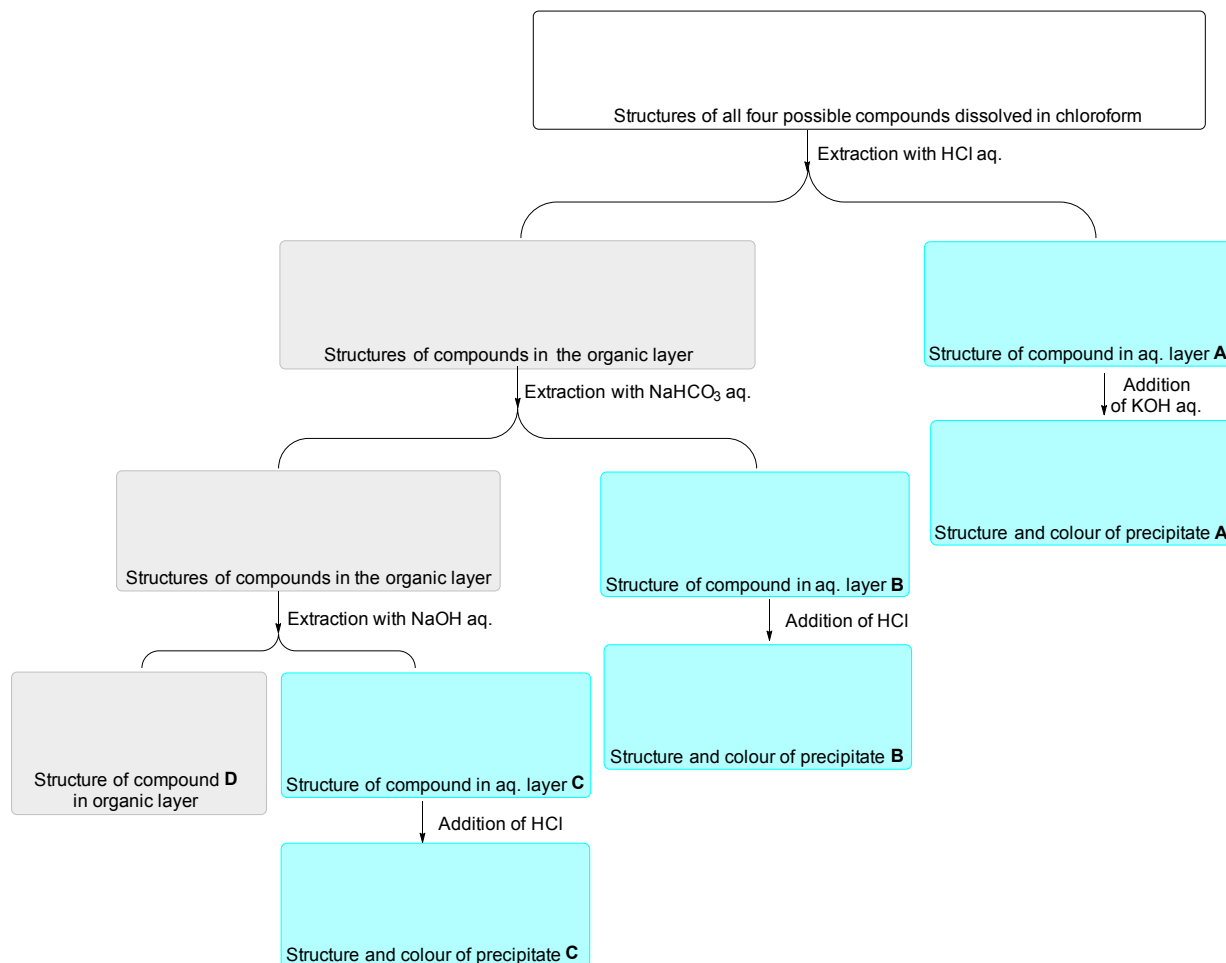 Structures of all four possible compounds dissolved in chloroform
Extraction with HCl aq.
Structures of compounds in the organic layer
Structure of compound in aq. layer A
Extraction with NaHCO₃ aq.
Addition
of KOH aq.
Structures of compounds in the organic layer
Structure of compound in aq. layer B
Structure and colour of precipitate A
Extraction with NaOH aq.
Addition of HCl
Structure of compound D
in organic layer
Structure of compound in aq. layer C
Structure and colour of precipitate B
Addition of HCl
Structure and colour of precipitate C